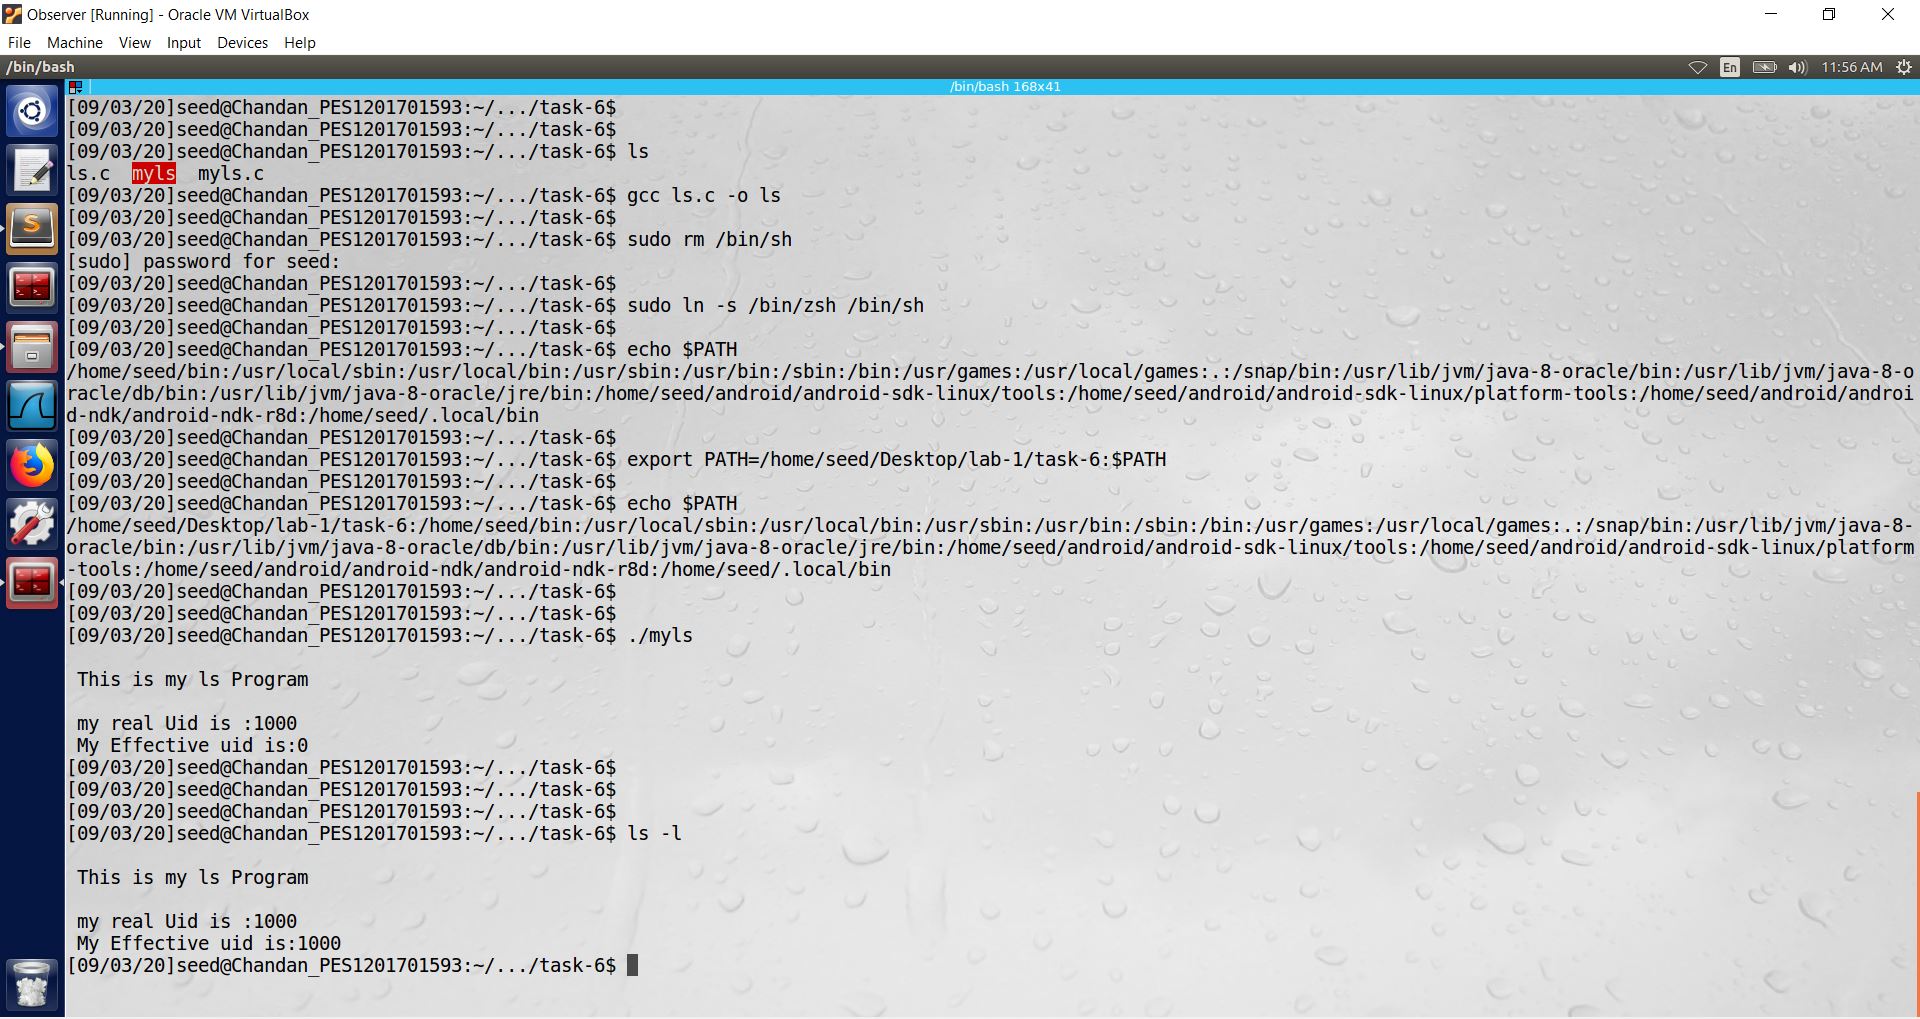 Observer [Running] - Oracle VM VirtualBox
File Machine View Input Devices Help
/bin/bash En 11:56 AM
/bin/bash 168x41
[09/03/20]seed@Chandan_PES1201701593:~/.../task-6$
[09/03/20]seed@Chandan_PES1201701593:~/.../task-6$
[09/03/20]seed@Chandan_PES1201701593:~/.../task-6$ ls
ls.c myls myls.c
[09/03/20]seed@Chandan_PES1201701593:~/.../task-6$ gcc ls.c -o ls
[09/03/20]seed@Chandan_PES1201701593:~/.../task-6$
[09/03/20]seed@Chandan_PES1201701593:~/.../task-6$ sudo rm /bin/sh
[sudo] password for seed:
[09/03/20]seed@Chandan_PES1201701593:~/.../task-6$
[09/03/20]seed@Chandan_PES1201701593:~/.../task-6$ sudo ln -s /bin/zsh /bin/sh
[09/03/20]seed@Chandan_PES1201701593:~/.../task-6$
[09/03/20]seed@Chandan_PES1201701593:~/.../task-6$ echo $PATH
/home/seed/bin:/usr/local/sbin:/usr/local/bin:/usr/sbin:/usr/bin:/sbin:/bin:/usr/games:/usr/local/games:.:/snap/bin:/usr/lib/jvm/java-8-oracle/bin:/usr/lib/jvm/java-8-o
racle/db/bin:/usr/lib/jvm/java-8-oracle/jre/bin:/home/seed/android/android-sdk-linux/tools:/home/seed/android/android-sdk-linux/platform-tools:/home/seed/android/androi
d-ndk/android-ndk-r8d:/home/seed/.local/bin
[09/03/20]seed@Chandan_PES1201701593:~/.../task-6$
[09/03/20]seed@Chandan_PES1201701593:~/.../task-6$ export PATH=/home/seed/Desktop/lab-1/task-6:$PATH
[09/03/20]seed@Chandan_PES1201701593:~/.../task-6$
[09/03/20]seed@Chandan_PES1201701593:~/.../task-6$ echo $PATH
/home/seed/Desktop/lab-1/task-6:/home/seed/bin:/usr/local/sbin:/usr/local/bin:/usr/sbin:/usr/bin:/sbin:/bin:/usr/games:/usr/local/games:.:/snap/bin:/usr/lib/jvm/java-8-
oracle/bin:/usr/lib/jvm/java-8-oracle/db/bin:/usr/lib/jvm/java-8-oracle/jre/bin:/home/seed/android/android-sdk-linux/tools:/home/seed/android/android-sdk-linux/platform
-tools:/home/seed/android/android-ndk/android-ndk-r8d:/home/seed/.local/bin
[09/03/20]seed@Chandan_PES1201701593:~/.../task-6$
[09/03/20]seed@Chandan_PES1201701593:~/.../task-6$
[09/03/20]seed@Chandan_PES1201701593:~/.../task-6$ ./myls
This is my ls Program
my real Uid is :1000
My Effective uid is:0
[09/03/20]seed@Chandan_PES1201701593:~/.../task-6$
[09/03/20]seed@Chandan_PES1201701593:~/.../task-6$
[09/03/20]seed@Chandan_PES1201701593:~/.../task-6$
[09/03/20]seed@Chandan_PES1201701593:~/.../task-6$ ls -l
This is my ls Program
my real Uid is :1000
My Effective uid is:1000
[09/03/20]seed@Chandan_PES1201701593:~/.../task-6$